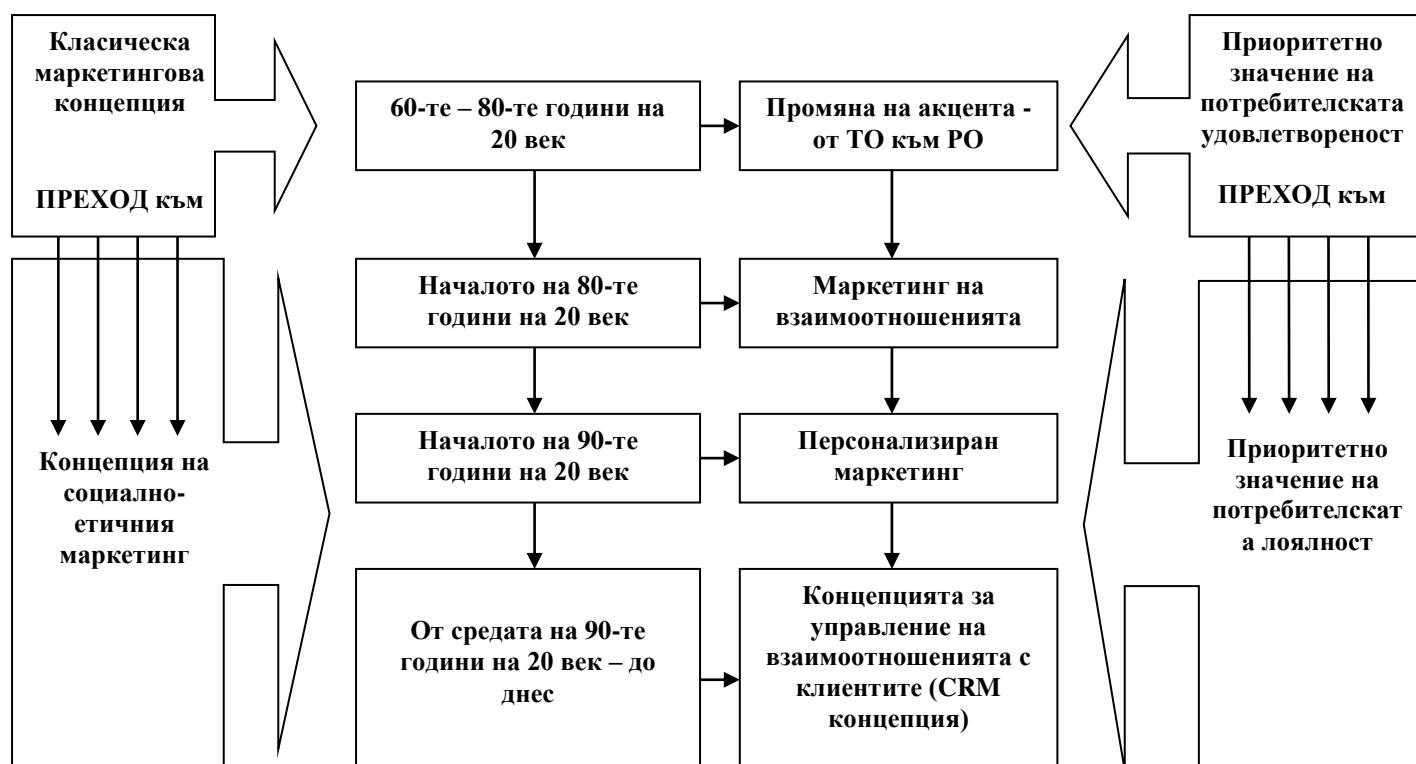 Класическа
маркетингова
концепция
ПРЕХОД към
Концепция на
социално-
етичния
маркетинг
60-те – 80-те години на
20 век
Промяна на акцента -
от ТО към РО
Началото на 80-те
години на 20 век
Маркетинг на
взаимоотношенията
Началото на 90-те
години на 20 век
Персонализиран
маркетинг
От средата на 90-те
години на 20 век – до
днес
Концепцията за
управление на
взаимоотношенията с
клиентите (CRM
концепция)
Приоритетно
значение на
потребителската
удовлетвореност
ПРЕХОД към
Приоритетно
значение на
потребителскат
а лоялност